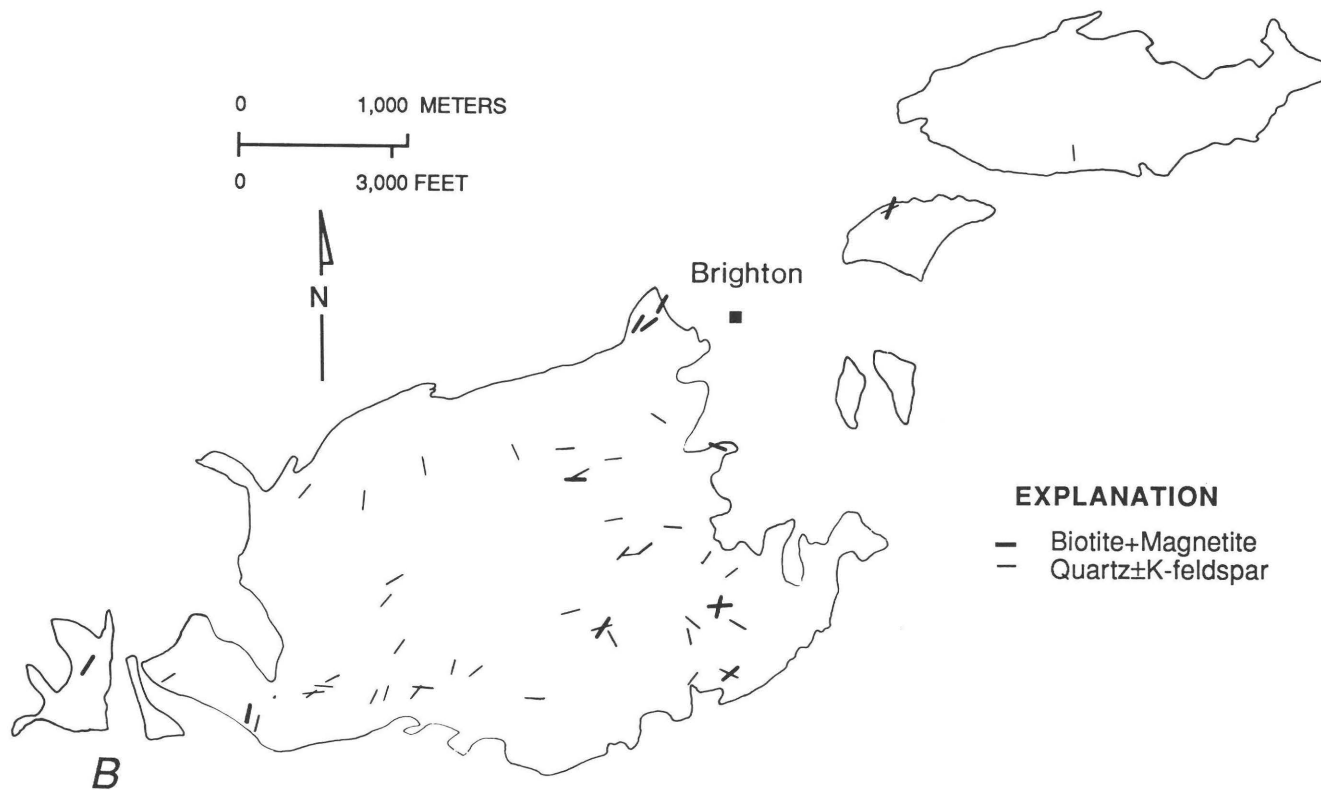 0 1,000 METERS
0 3,000 FEET
N
Brighton
EXPLANATION
Biotite+Magnetite
Quartz±K-feldspar
B